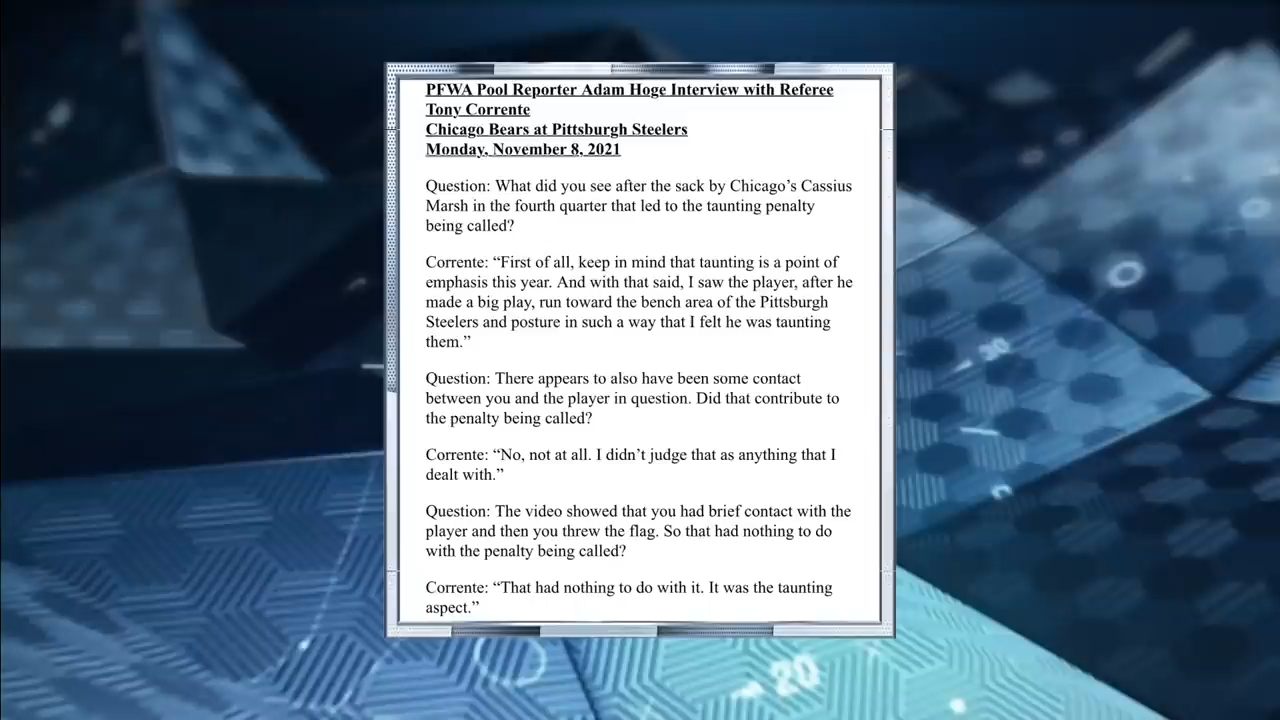 PFWA Pool Reporter Adam Hoge Interview with Referee
Tony Corrente
Chicago Bears at Pittsburgh Steelers
Monday, November 8, 2021
Question: What did you see after the sack by Chicago’s Cassius
Marsh in the fourth quarter that led to the taunting penalty
being called?
Corrente: “First of all, keep in mind that taunting is a point of
emphasis this year. And with that said, I saw the player, after he
made a big play, run toward the bench area of the Pittsburgh
Steelers and posture in such a way that I felt he was taunting
them.”
Question: There appears to also have been some contact
between you and the player in question. Did that contribute to
the penalty being called?
Corrente: “No, not at all. I didn’t judge that as anything that I
dealt with.”
Question: The video showed that you had brief contact with the
player and then you threw the flag. So that had nothing to do
with the penalty being called?
Corrente: “That had nothing to do with it. It was the taunting
aspect.”
30
20